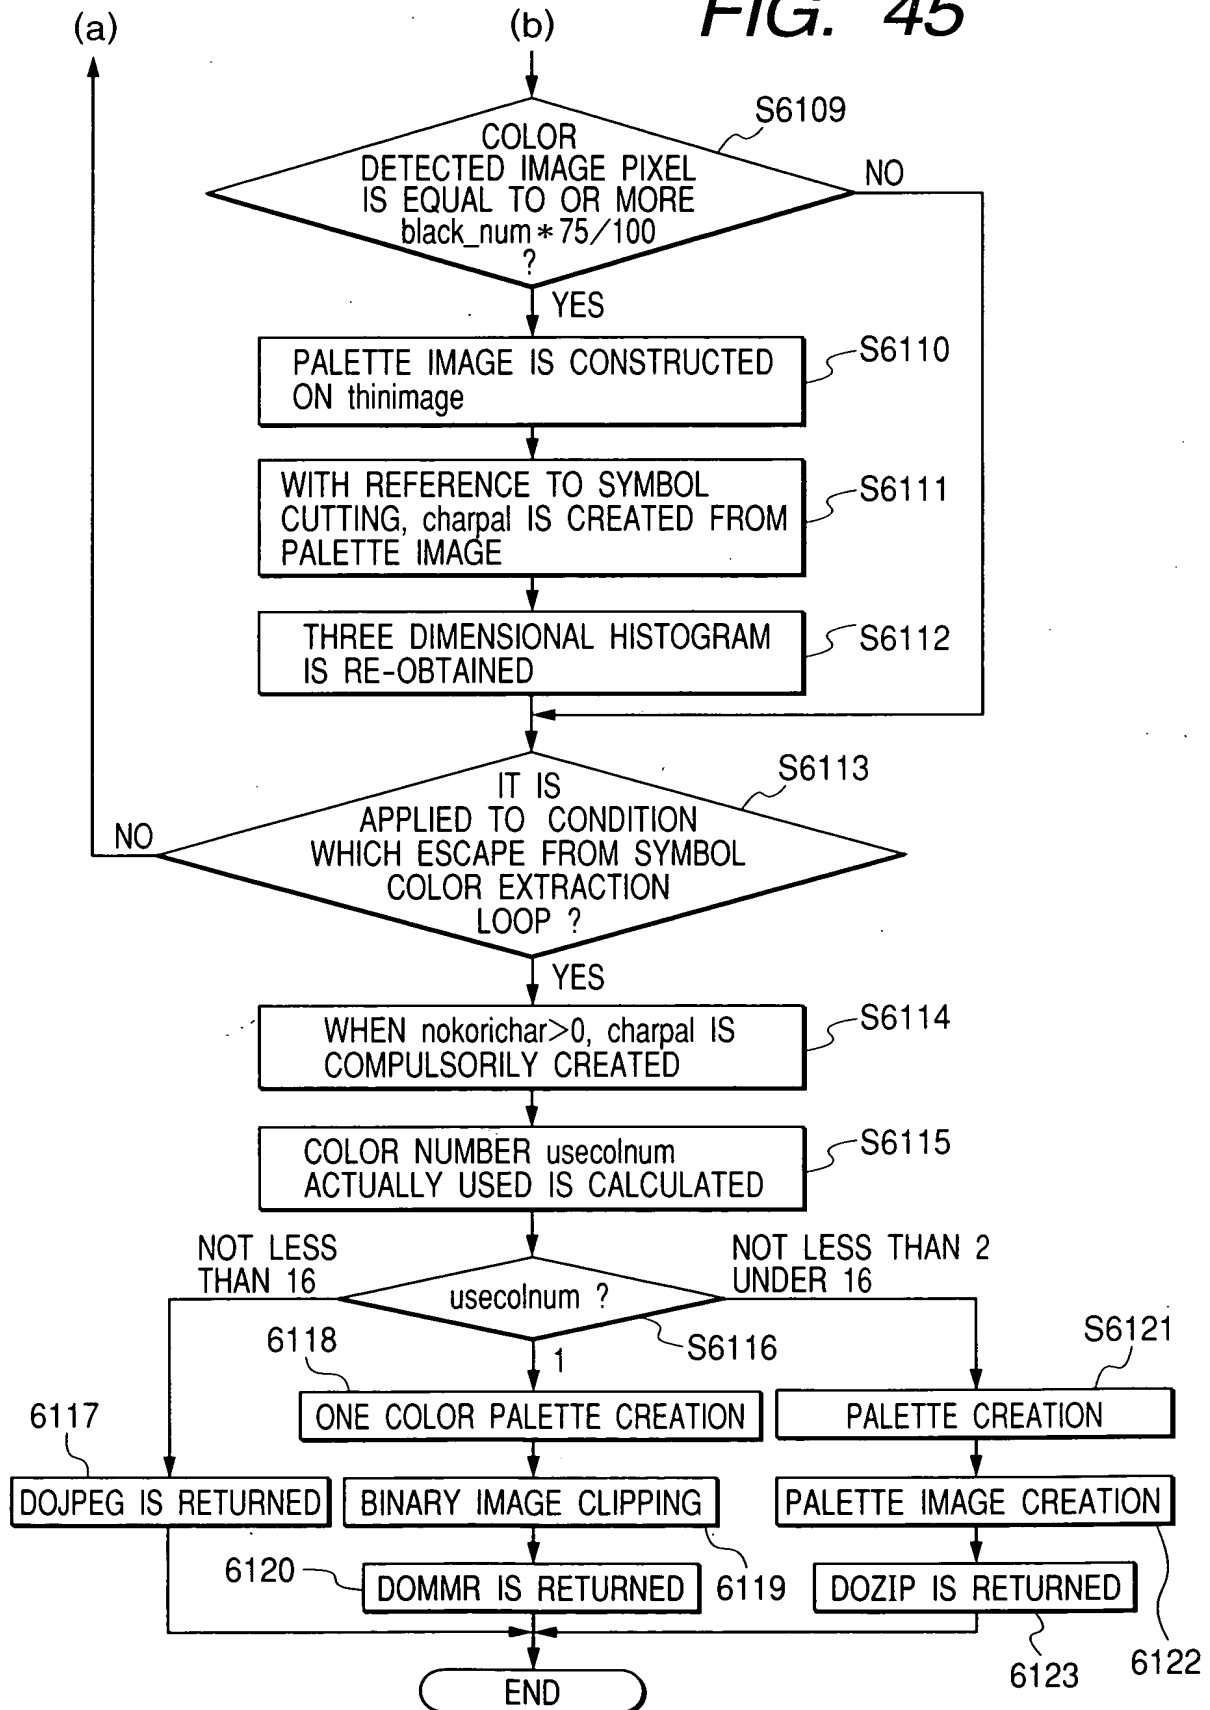 FIG. 45
(a)
(b)
S6109
COLOR
DETECTED IMAGE PIXEL
IS EQUAL TO OR MORE
black_num*75/100
?
NO
YES
PALETTE IMAGE IS CONSTRUCTED
ON thinimage
S6110
WITH REFERENCE TO SYMBOL
CUTTING, charpal IS CREATED FROM
PALETTE IMAGE
S6111
THREE DIMENSIONAL HISTOGRAM
IS RE-OBTAINED
S6112
S6113
IT IS
APPLIED TO CONDITION
WHICH ESCAPE FROM SYMBOL
COLOR EXTRACTION
LOOP ?
NO
YES
WHEN nokorichar>0, charpal IS
COMPULSORILY CREATED
S6114
COLOR NUMBER usecolnum
ACTUALLY USED IS CALCULATED
S6115
NOT LESS
THAN 16
NOT LESS THAN 2
UNDER 16
usecolnum ?
S6116
1
6118
S6121
ONE COLOR PALETTE CREATION
PALETTE CREATION
6117
DOJPEG IS RETURNED
BINARY IMAGE CLIPPING
PALETTE IMAGE CREATION
6120
DOMMR IS RETURNED
6119
DOZIP IS RETURNED
6123
6122
END